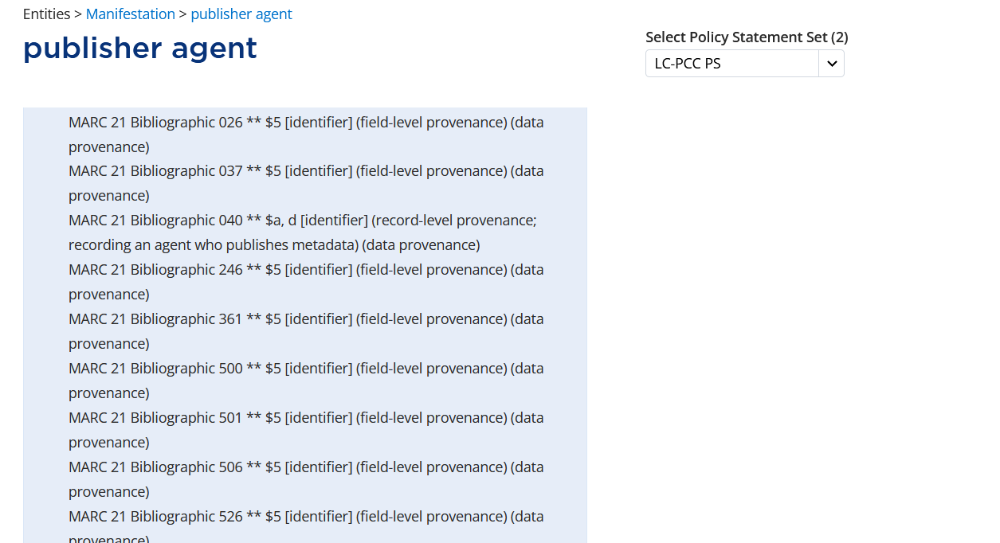 Entities > Manifestation > publisher agent
publisher agent
Select Policy Statement Set (2)
LC-PCC PS
MARC 21 Bibliographic 026 ** $5 [identifier] (field-level provenance) (data
provenance)
MARC 21 Bibliographic 037 ** $5 [identifier] (field-level provenance) (data
provenance)
MARC 21 Bibliographic 040 ** $a, d [identifier] (record-level provenance;
recording an agent who publishes metadata) (data provenance)
MARC 21 Bibliographic 246 ** $5 [identifier] (field-level provenance) (data
provenance)
MARC 21 Bibliographic 361 ** $5 [identifier] (field-level provenance) (data
provenance)
MARC 21 Bibliographic 500 ** $5 [identifier] (field-level provenance) (data
provenance)
MARC 21 Bibliographic 501 ** $5 [identifier] (field-level provenance) (data
provenance)
MARC 21 Bibliographic 506 ** $5 [identifier] (field-level provenance) (data
provenance)
MARC 21 Bibliographic 526 ** $5 [identifier] (field-level provenance) (data
provenance)